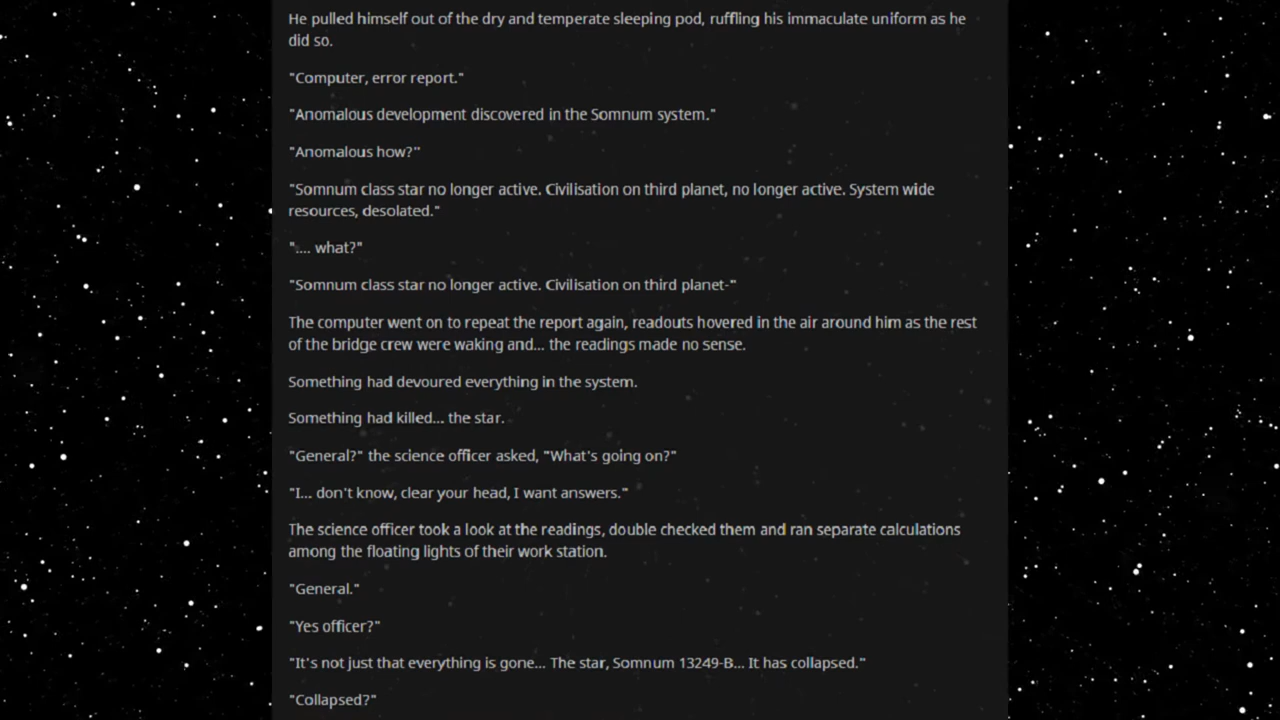 He pulled himself out of the dry and temperate sleeping pod, ruffling his immaculate uniform as he
did so.
"Computer, error report."
"Anomalous development discovered in the Somnum system."
"Anomalous how?"
"Somnum class star no longer active. Civilisation on third planet, no longer active. System wide
resources, desolated."
".... what?"
"Somnum class star no longer active. Civilisation on third planet-"
The computer went on to repeat the report again, readouts hovered in the air around him as the rest
of the bridge crew were waking and... the readings made no sense.
Something had devoured everything in the system.
Something had killed... the star.
"General?" the science officer asked, "What's going on?"
"I... don't know, clear your head, I want answers."
The science officer took a look at the readings, double checked them and ran separate calculations
among the floating lights of their work station.
"General."
"Yes officer?"
"It's not just that everything is gone... The star, Somnum 13249-B... It has collapsed."
"Collapsed?"